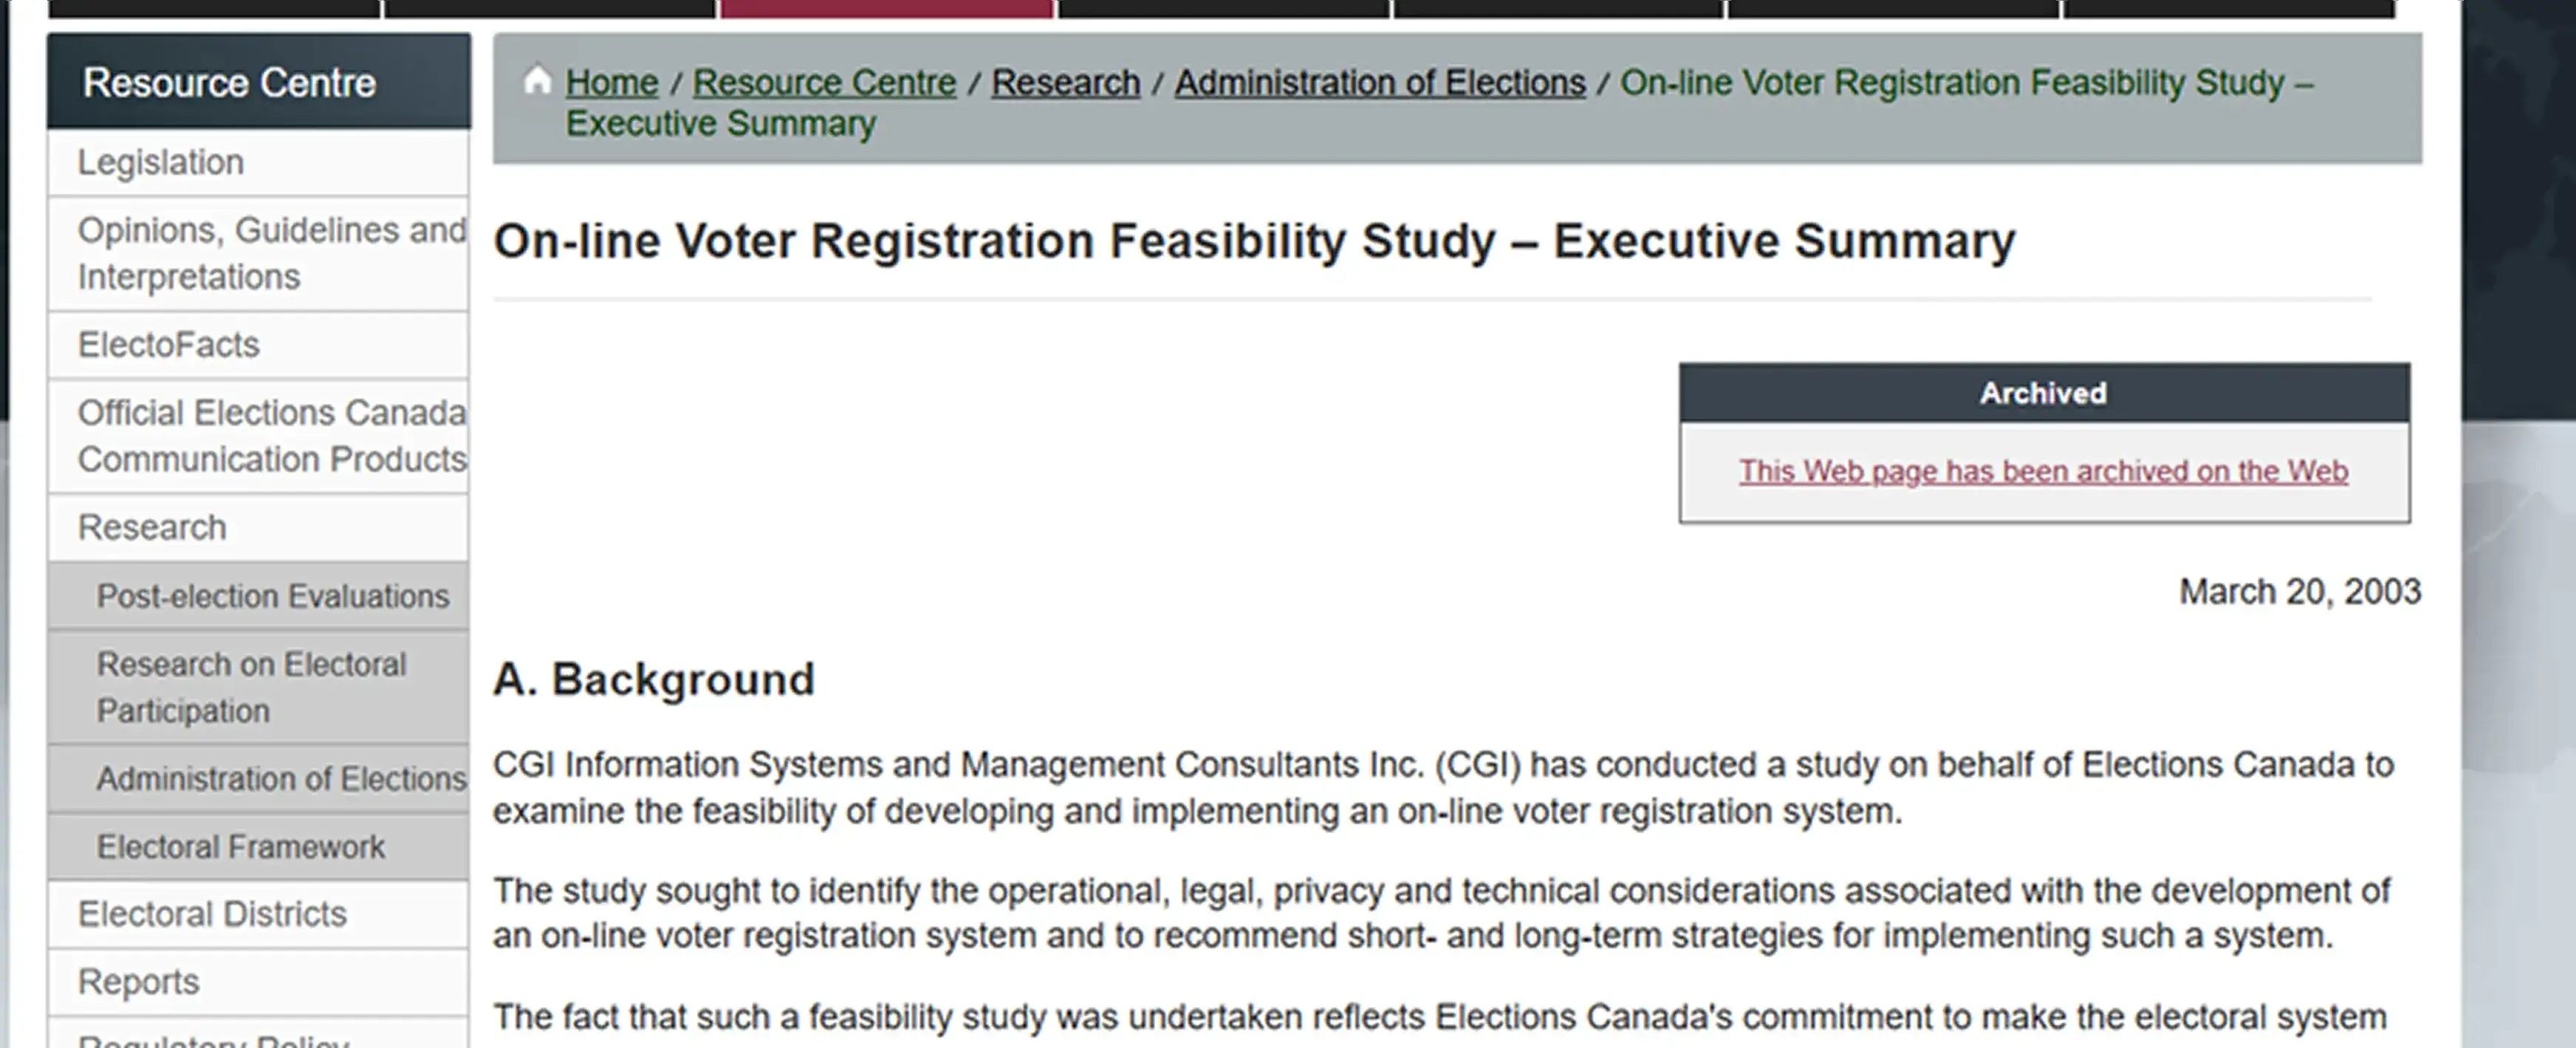 Resource Centre
Legislation
Opinions, Guidelines and
Interpretations
ElectoFacts
Official Elections Canada
Communication Products
Research
Post-election Evaluations
Research on Electoral
Participation
Administration of Elections
Electoral Framework
Electoral Districts
Reports
Regulatory Policy
Home / Resource Centre / Research / Administration of Elections / On-line Voter Registration Feasibility Study –
Executive Summary
On-line Voter Registration Feasibility Study – Executive Summary
Archived
This Web page has been archived on the Web
March 20, 2003
A. Background
CGI Information Systems and Management Consultants Inc. (CGI) has conducted a study on behalf of Elections Canada to
examine the feasibility of developing and implementing an on-line voter registration system.
The study sought to identify the operational, legal, privacy and technical considerations associated with the development of
an on-line voter registration system and to recommend short- and long-term strategies for implementing such a system.
The fact that such a feasibility study was undertaken reflects Elections Canada's commitment to make the electoral system